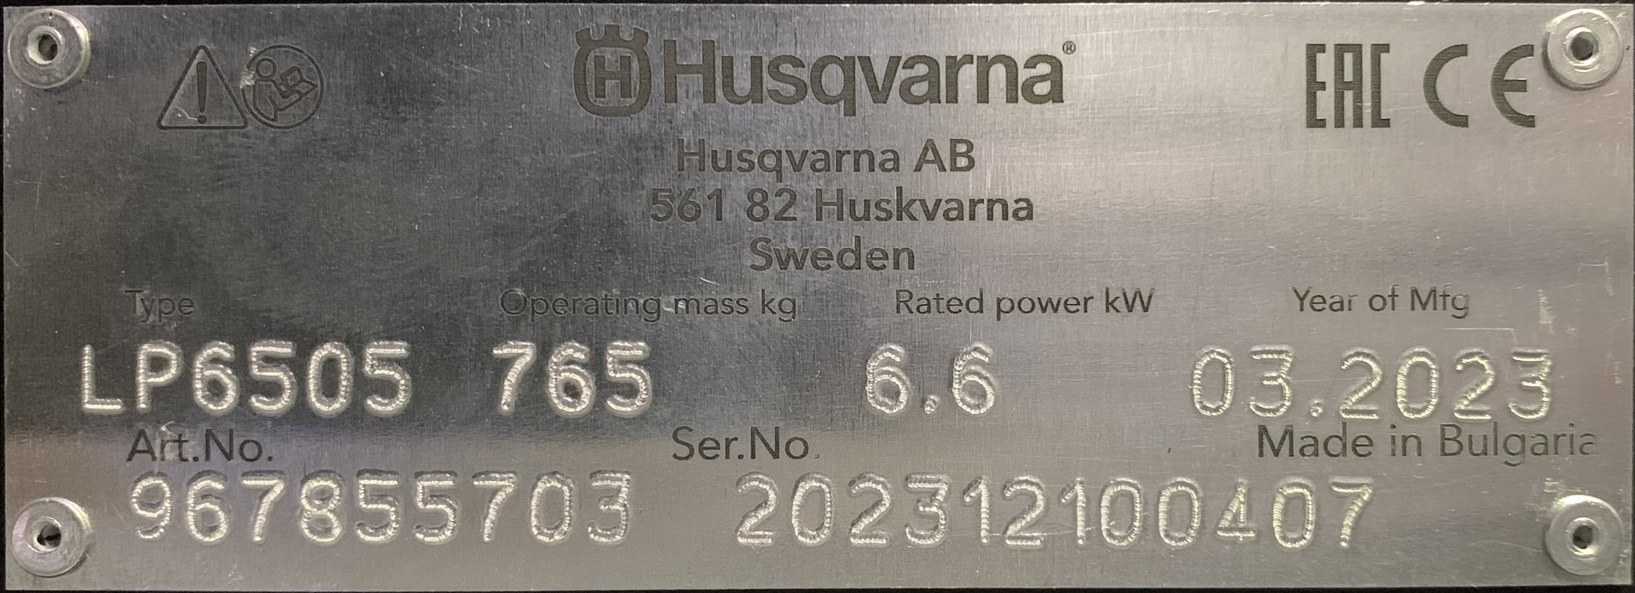 Husqvarna®
EAC CE
Husqvarna AB
561 82 Huskvarna
Sweden
Type Operating mass kg Rated power kW Year of Mfg
LP6505 765 6.6 03.2023
Art.No. Ser.No. Made in Bulgaria
967855703 202312100407